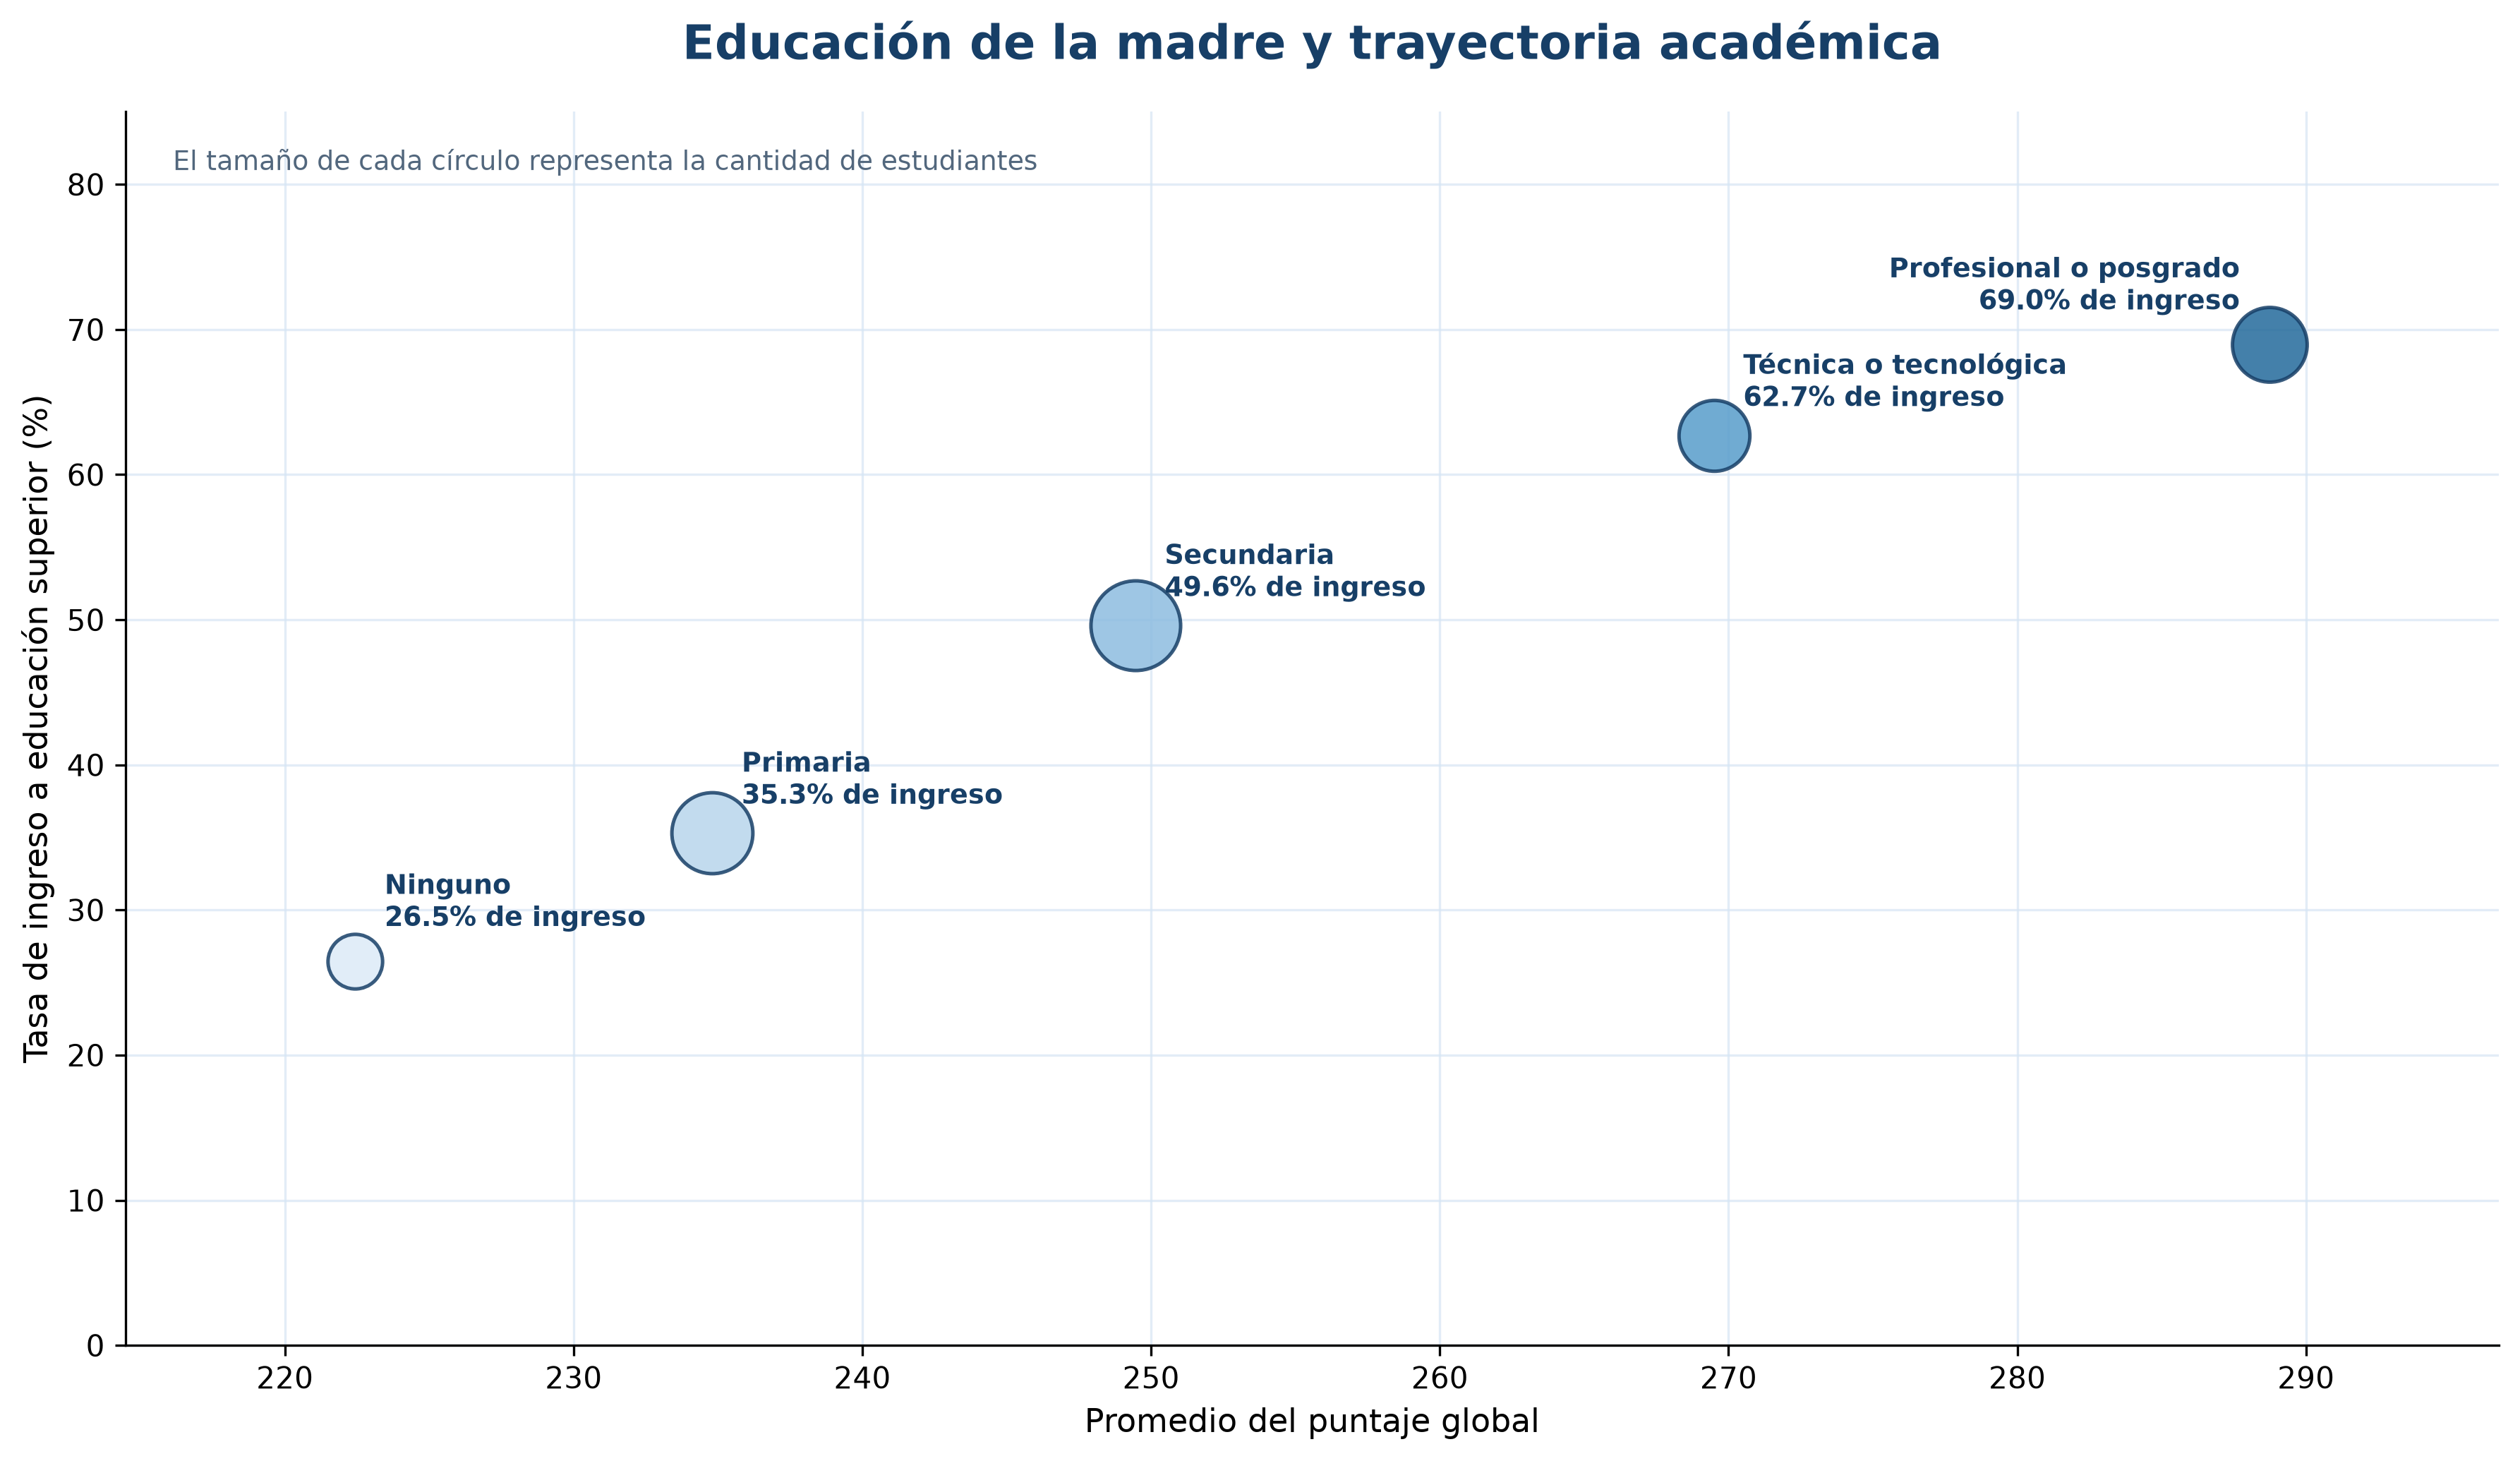 Educación de la madre y trayectoria académica
El tamaño de cada círculo representa la cantidad de estudiantes
Tasa de ingreso a educación superior (%)
80
70
60
50
40
30
20
10
0
Profesional o posgrado
69.0% de ingreso
Técnica o tecnológica
62.7% de ingreso
Secundaria
49.6% de ingreso
Primaria
35.3% de ingreso
Ninguno
26.5% de ingreso
220 230 240 250 260 270 280 290
Promedio del puntaje global